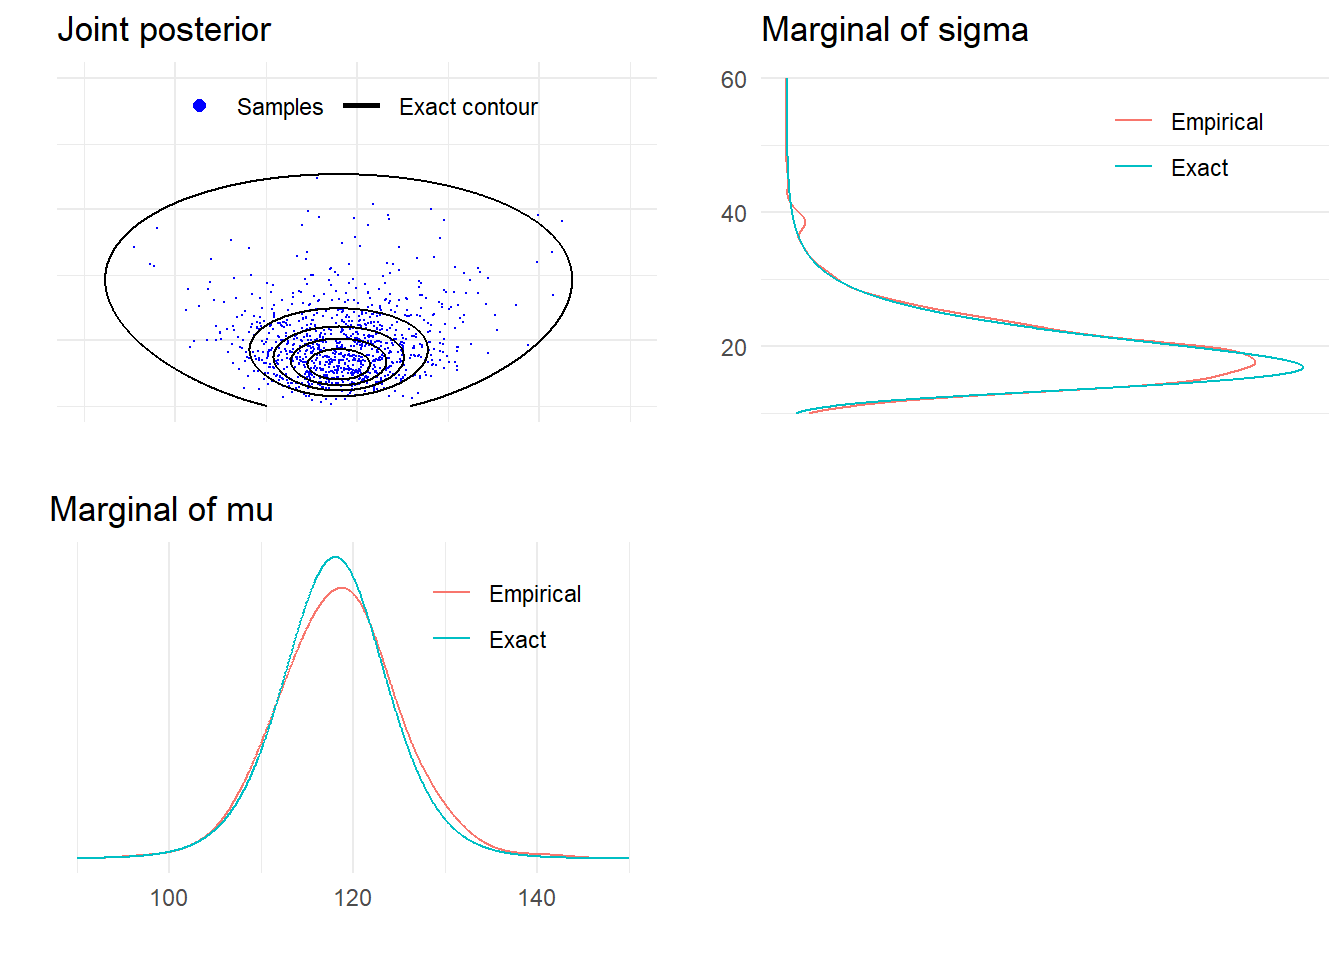 Joint posterior
Samples
Exact contour
Marginal of sigma
60
40
20
Empirical
Exact
Marginal of mu
Empirical
Exact
100
120
140